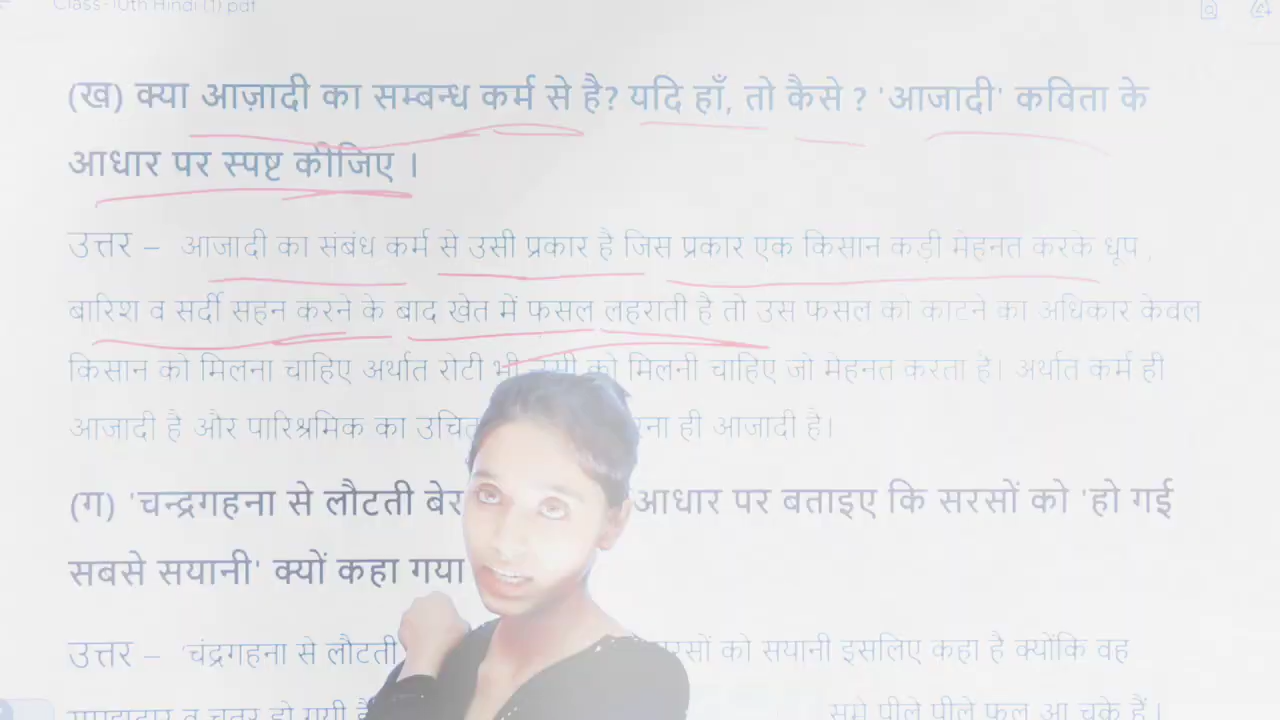 Class-10th Hindi (1).pdf
(ख) क्या आज़ादी का सम्बन्ध कर्म से है? यदि हाँ, तो कैसे ? 'आजादी' कविता के
आधार पर स्पष्ट कीजिए ।
उत्तर – आजादी का संबंध कर्म से उसी प्रकार है जिस प्रकार एक किसान कड़ी मेहनत करके धूप ,
बारिश व सर्दी सहन करने के बाद खेत में फसल लहराती है तो उस फसल को काटने का अधिकार केवल
किसान को मिलना चाहिए अर्थात रोटी भी उसी को मिलनी चाहिए जो मेहनत करता है। अर्थात कर्म ही
आजादी है और पारिश्रमिक का उचित ही आजादी है।
(ग) 'चन्द्रगहना से लौटती बेर आधार पर बताइए कि सरसों को 'हो गई
सबसे सयानी' क्यों कहा गया
उत्तर – 'चंद्रगहना से लौटती को सयानी इसलिए कहा है क्योंकि वह
व चतुर हो गयी पीले पीले फूल आ चुके हैं।